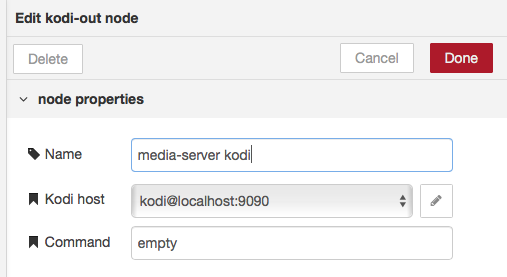 Edit kodi-out node
Delete
Cancel
Done
node properties
Name
media-server kodi
Kodi host
kodi@localhost:9090
Command
empty